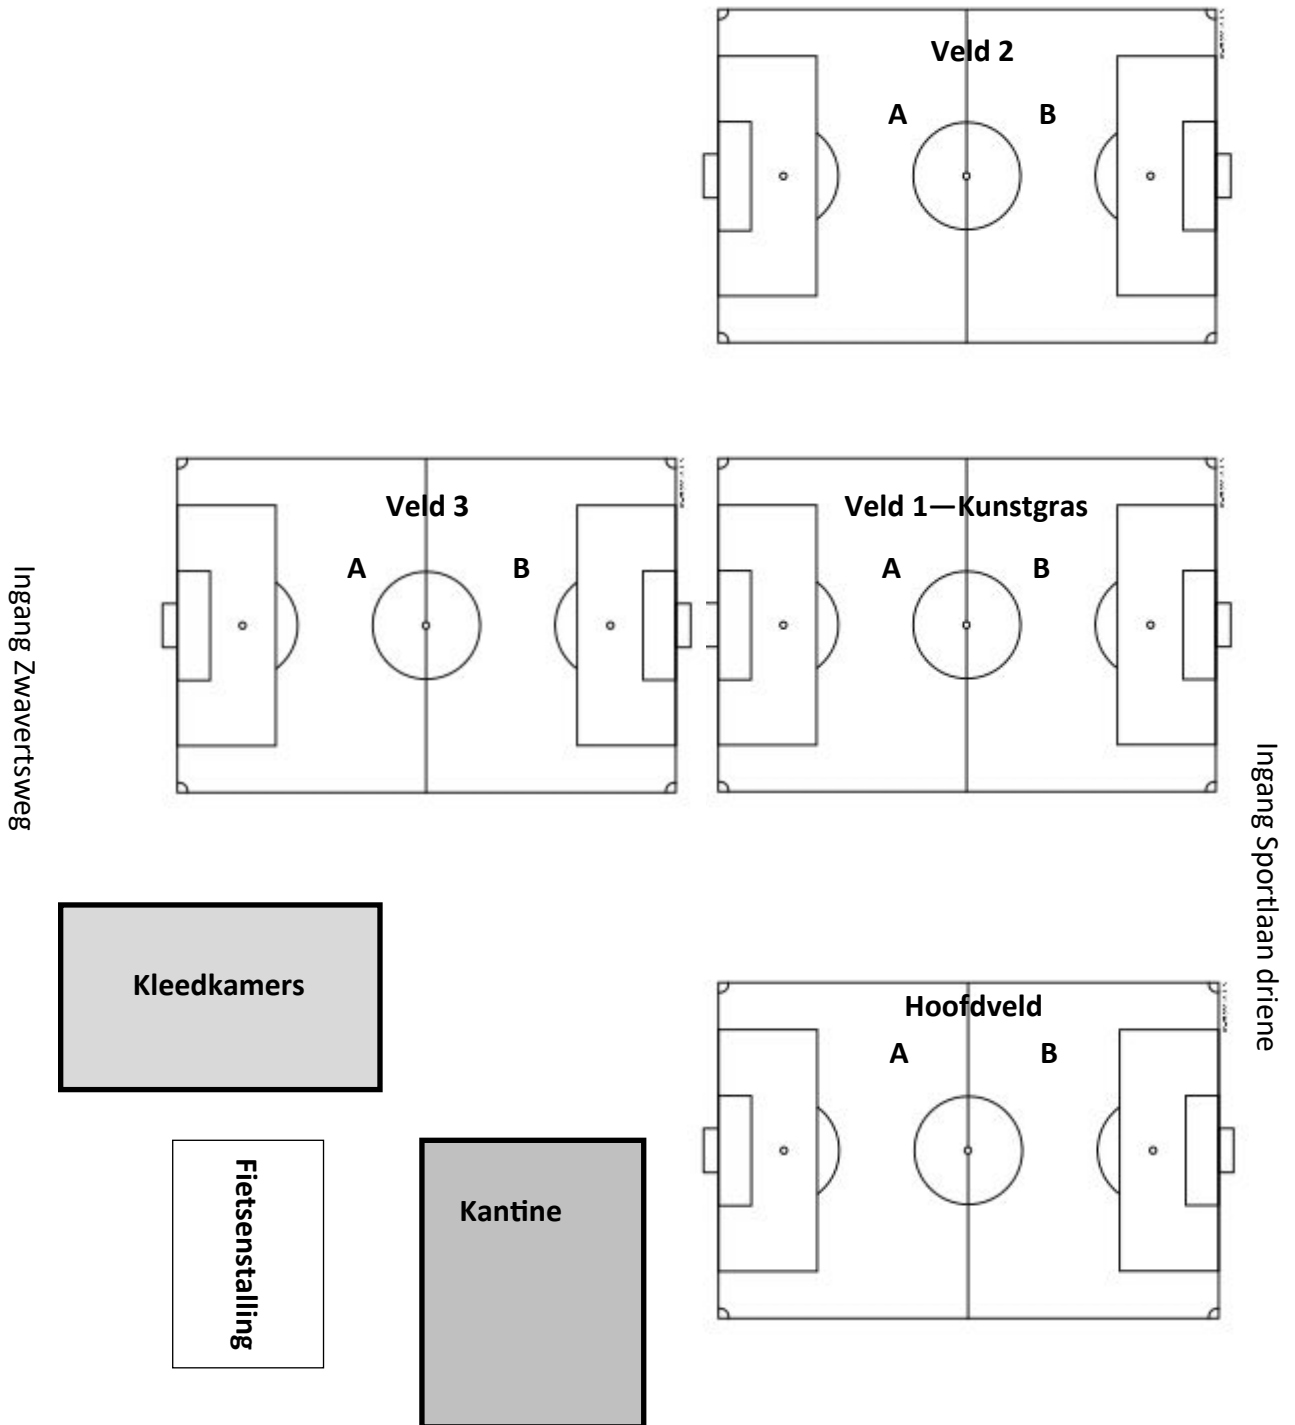 Veld 2
A B
Veld 3
A B
Veld 1—Kunstgras
A B
Ingang Zwavertsweg
Ingang Sportlaan driene
Kleedkamers
Hoofdveld
A B
Fietsenstalling
Kantine